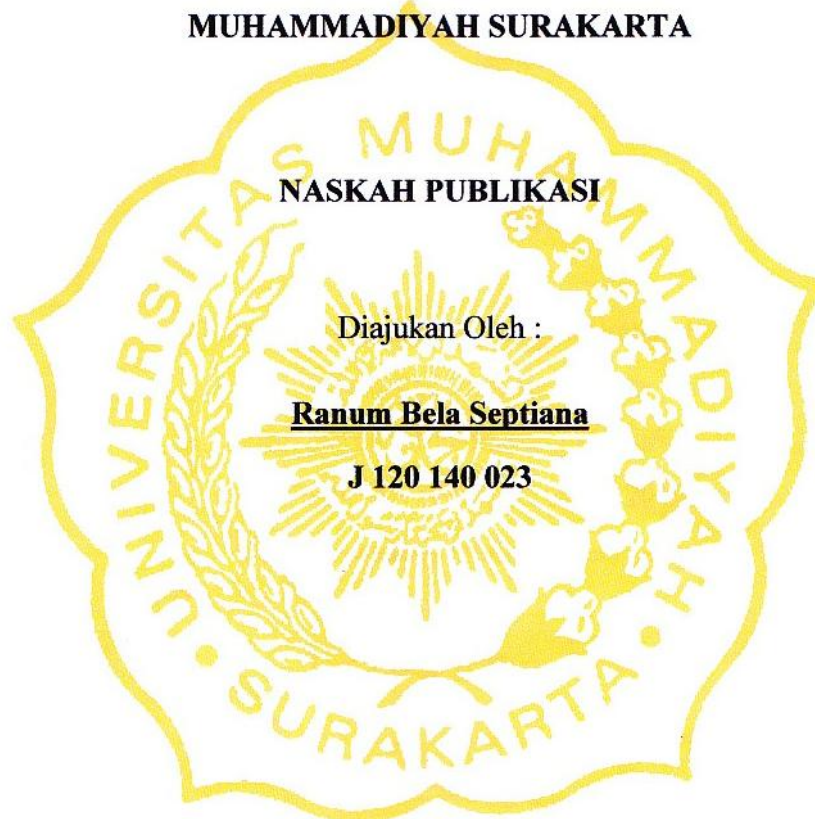 MUHAMMADIYAH SURAKARTA
NASKAH PUBLIKASI
Diajukan Oleh :
Ranum Bela Septiana
J 120 140 023
UNIVERSITAS MUHAMMADIYAH
SURAKARTA